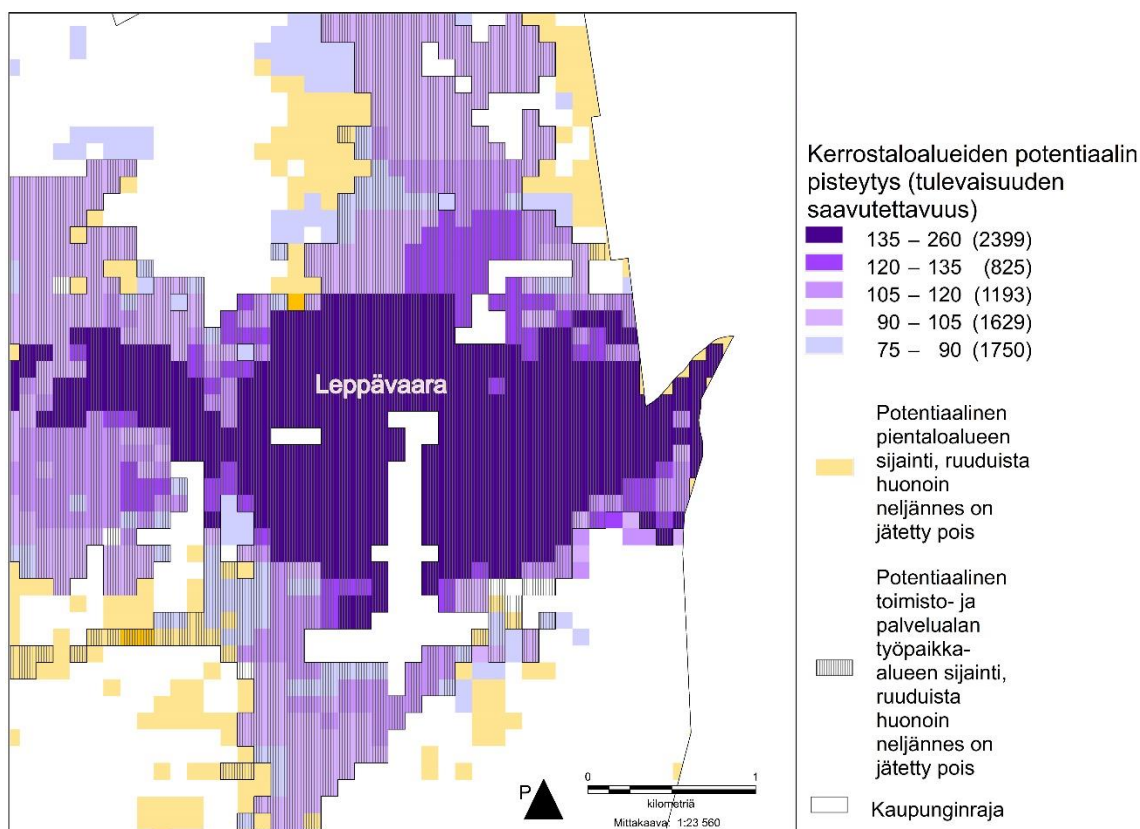 Leppävaara
P
0
1
kilometriä
Mittakaava: 1:23 560
Kerrostaloalueiden potentiaalin
pisteytys (tulevaisuuden
saavutettavuus)
135 – 260 (2399)
120 – 135 (825)
105 – 120 (1193)
90 – 105 (1629)
75 – 90 (1750)
Potentiaalinen
pientaloalueen
sijainti, ruuduista
huonoin
neljännes on
jätetty pois
Potentiaalinen
toimisto- ja
palvelualan
työpaikka-
alueen sijainti,
ruuduista
huonoin
neljännes on
jätetty pois
Kaupunginraja